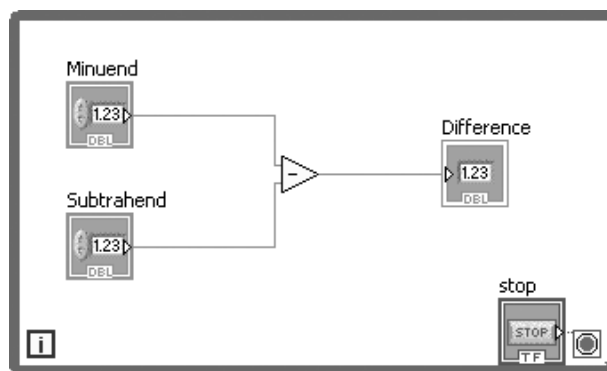 Minuend
1.23
DBL
Difference
1.23
DBL
Subtrahend
1.23
DBL
stop
STOP
TF
i